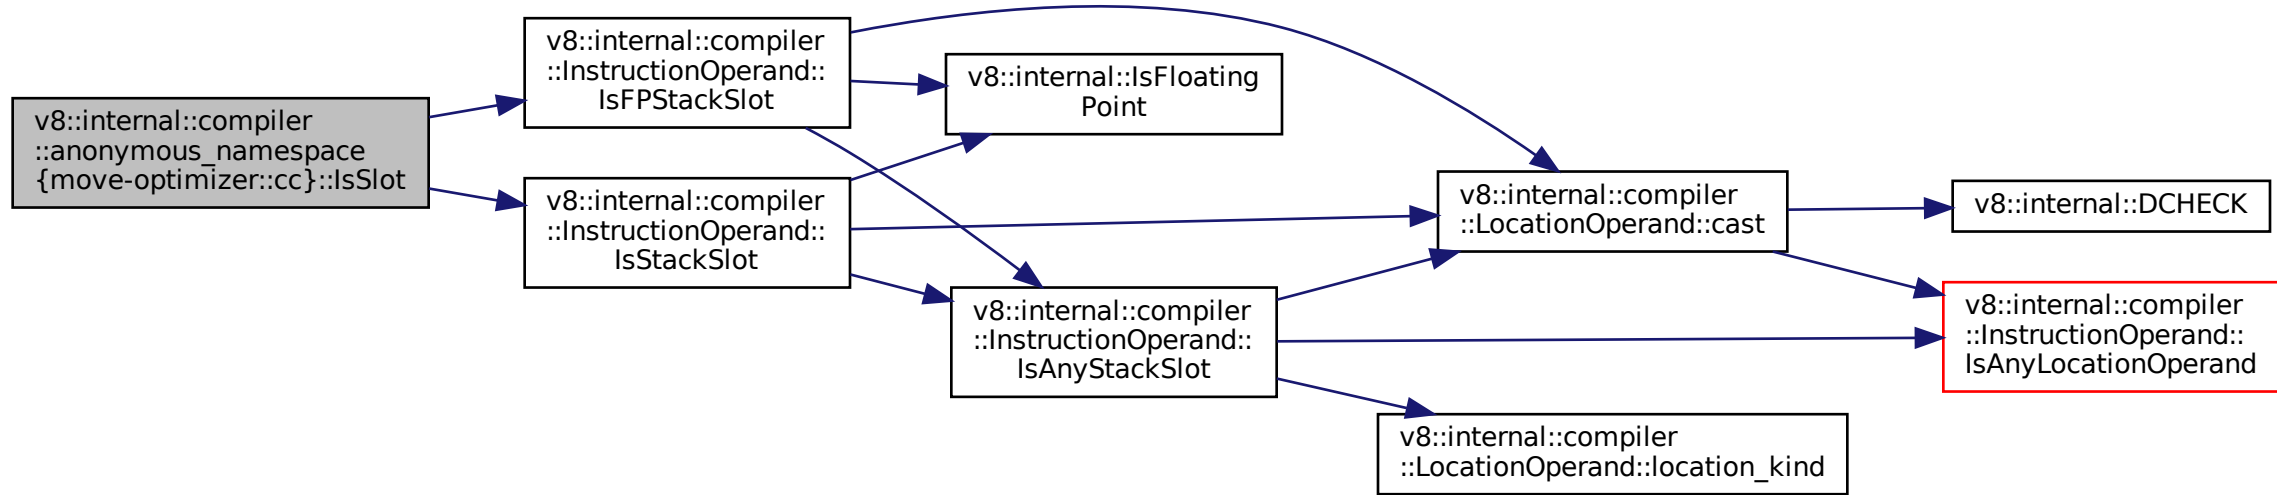 v8::internal::compiler
::anonymous_namespace
{move-optimizer::cc}::IsSlot
v8::internal::compiler
::InstructionOperand::
IsFPStackSlot
v8::internal::compiler
::InstructionOperand::
IsStackSlot
v8::internal::IsFloating
Point
v8::internal::compiler
::InstructionOperand::
IsAnyStackSlot
v8::internal::compiler
::LocationOperand::cast
v8::internal::compiler
::LocationOperand::location_kind
v8::internal::DCHECK
v8::internal::compiler
::InstructionOperand::
IsAnyLocationOperand